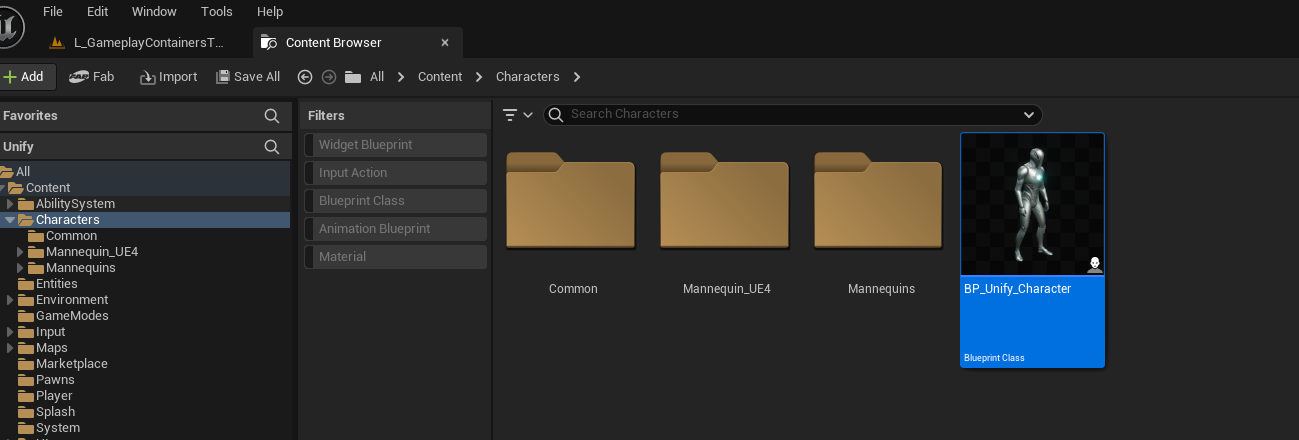 File Edit Window Tools Help
L_GameplayContainersT... Content Browser
Add Fab Import Save All All Content Characters
Favorites
Unify
All
Content
AbilitySystem
Characters
Common
Mannequin_UE4
Mannequins
Entities
Environment
GameModes
Input
Maps
Marketplace
Pawns
Player
Splash
System
Filters
Widget Blueprint
Input Action
Blueprint Class
Animation Blueprint
Material
Search Characters
Common Mannequin_UE4 Mannequins BP_Unify_Character
Blueprint Class